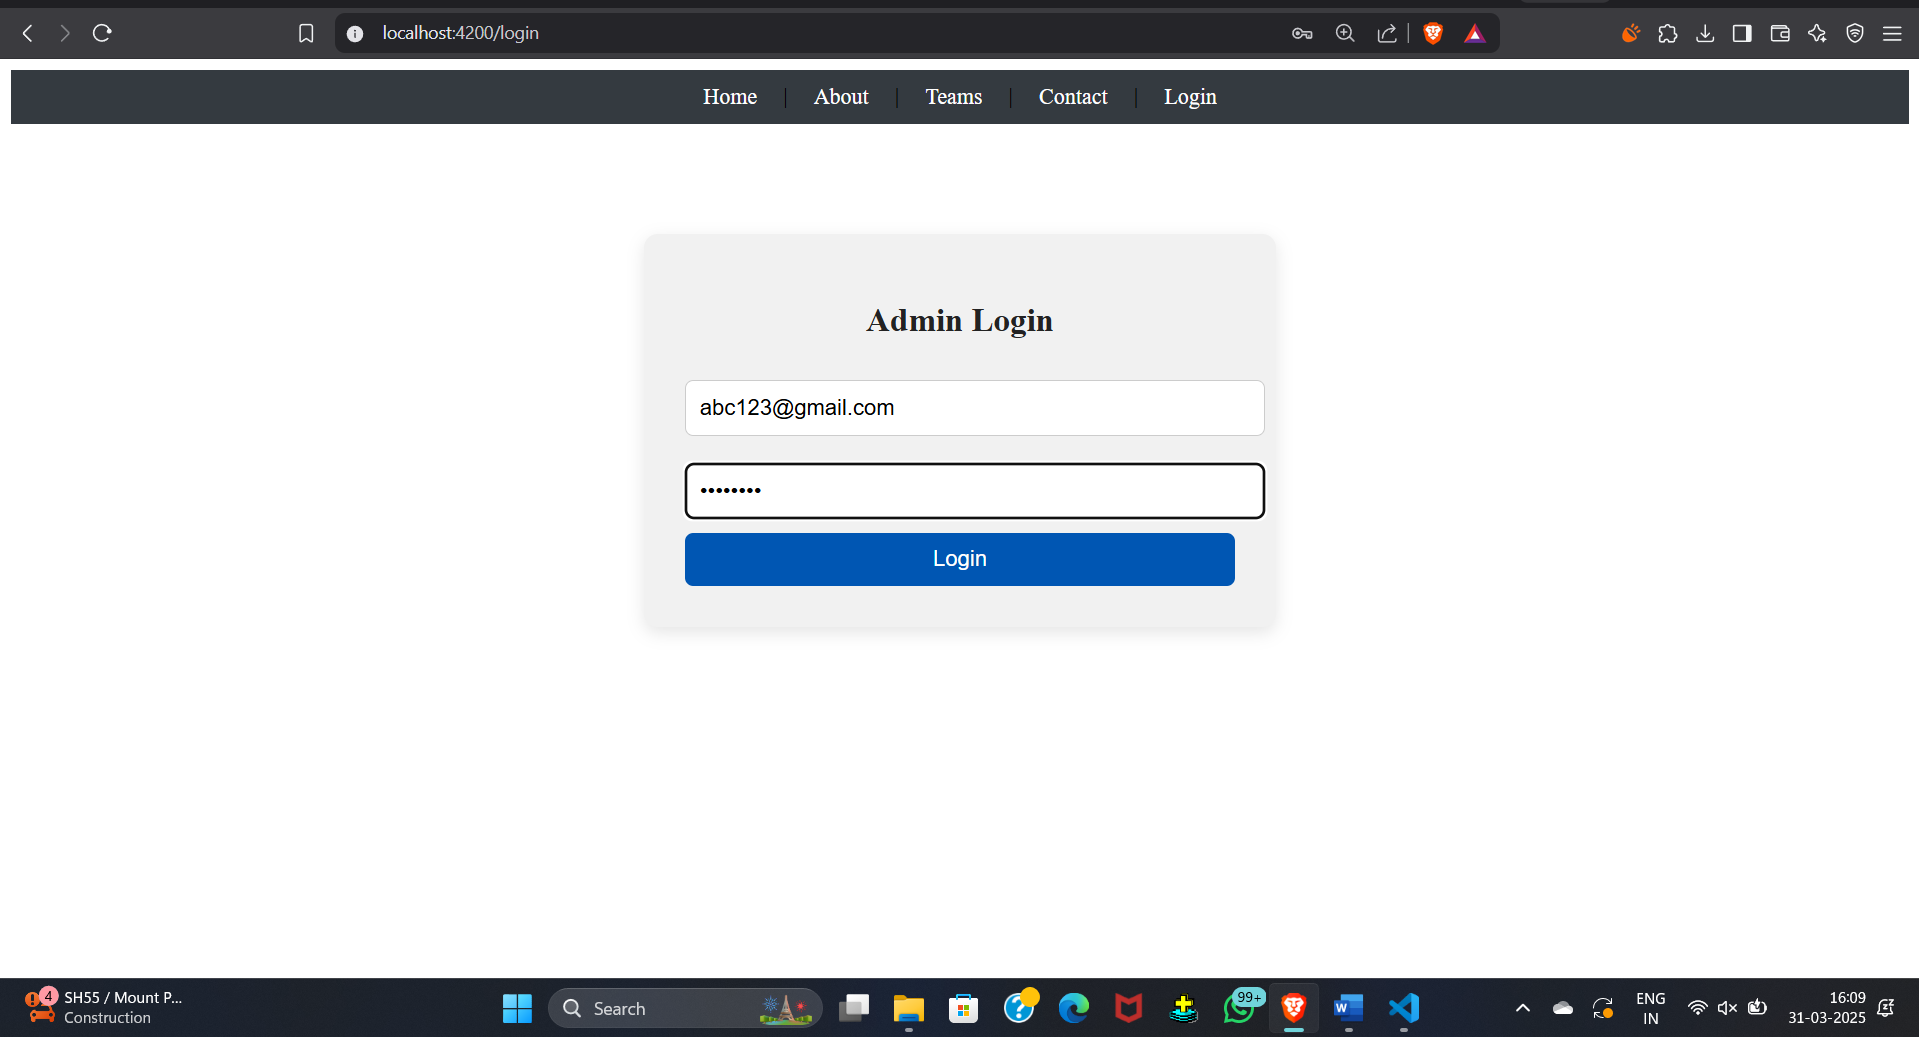 localhost:4200/login
Home | About | Teams | Contact | Login
Admin Login
abc123@gmail.com
••••••••
Login
4
SH55 / Mount P...
Construction
Search
99+
W
ENG
IN
16:09
31-03-2025